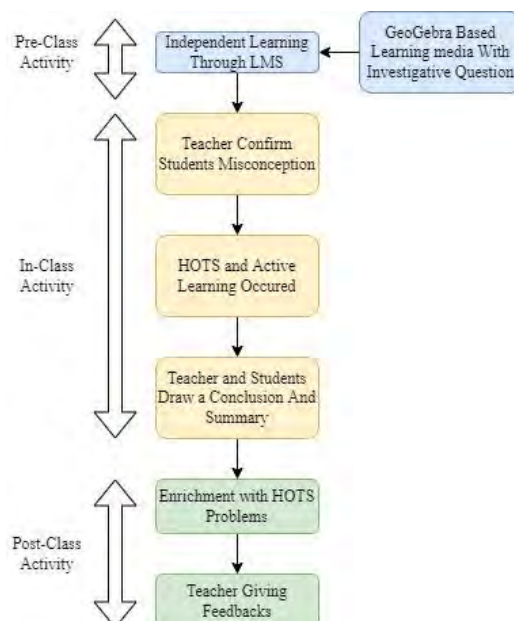 Pre-Class
Activity
Independent Learning
Through LMS
GeoGebra Based
Learning media With
Investigative Question
Teacher Confirm
Students Misconception
In-Class
Activity
HOTS and Active
Learning Occured
Teacher and Students
Draw a Conclusion And
Summary
Post-Class
Activity
Enrichment with HOTS
Problems
Teacher Giving
Feedbacks